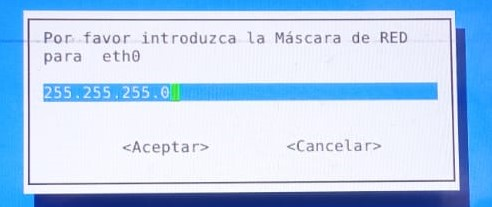 Por favor introduzca la Máscara de RED
para eth0
255.255.255.0
<Aceptar> <Cancelar>